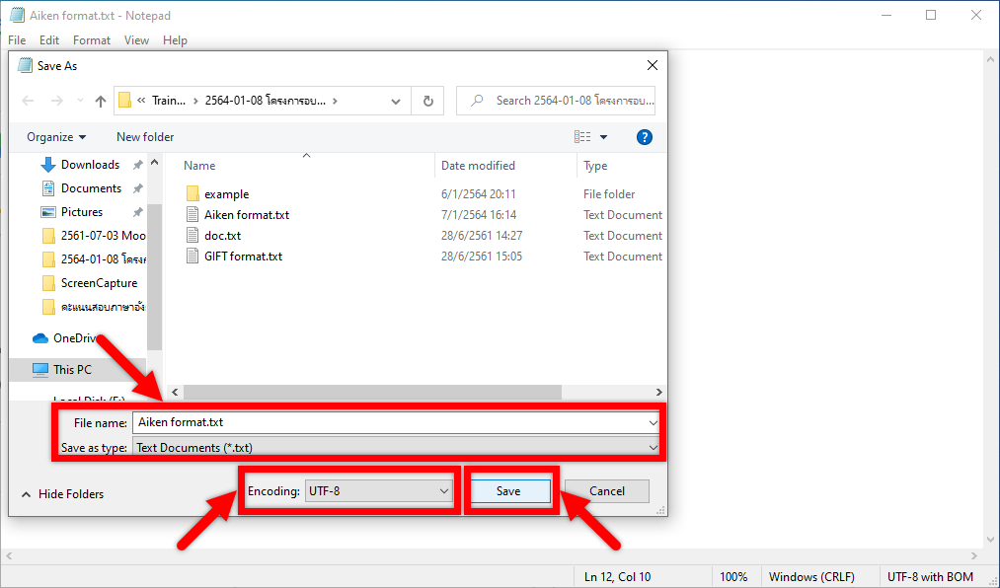 Aiken format.txt - Notepad
File Edit Format View Help
Save As
« Train... › 2564-01-08 โครงการอบ... ›
Search 2564-01-08 โครงการอบ...
Organize New folder
Name Date modified Type
Downloads
Documents
Pictures
2561-07-03 Moo
2564-01-08 โครงก
ScreenCapture
คะแนนสอบภาษาอัง
OneDrive
This PC
Local Disk (E:)
example 6/1/2564 20:11 File folder
Aiken format.txt 7/1/2564 16:14 Text Document
doc.txt 28/6/2561 14:27 Text Document
GIFT format.txt 28/6/2561 15:05 Text Document
File name: Aiken format.txt
Save as type: Text Documents (*.txt)
Hide Folders
Encoding: UTF-8
Save
Cancel
Ln 12, Col 10 100% Windows (CRLF) UTF-8 with BOM